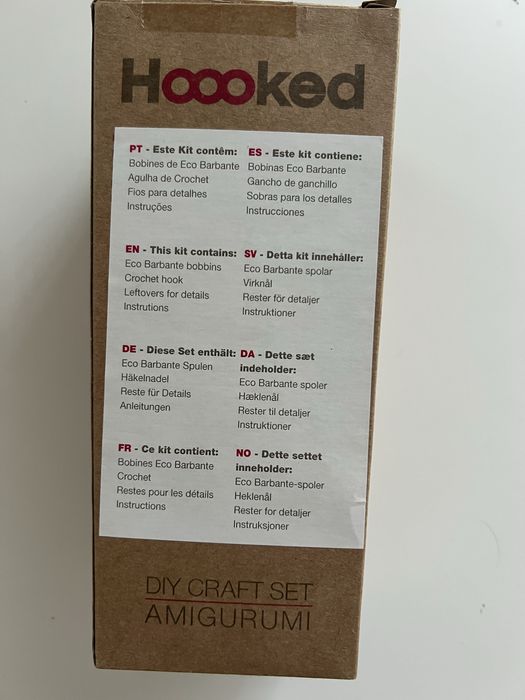 Hoooked
PT - Este Kit contêm:
Bobines de Eco Barbante
Agulha de Crochet
Fios para detalhes
Instruções
ES - Este kit contiene:
Bobinas Eco Barbante
Gancho de ganchillo
Sobras para los detalles
Instrucciones
EN - This kit contains:
Eco Barbante bobbins
Crochet hook
Leftovers for details
Instrutions
SV - Detta kit innehåller:
Eco Barbante spolar
Virknål
Rester för detaljer
Instruktioner
DE - Diese Set enthält:
Eco Barbante Spulen
Häkelnadel
Reste für Details
Anleitungen
DA - Dette sæt
indeholder:
Eco Barbante spoler
Hæklenål
Rester til detaljer
Instruktioner
FR - Ce kit contient:
Bobines Eco Barbante
Crochet
Restes pour les détails
Instructions
NO - Dette settet
inneholder:
Eco Barbante-spoler
Heklenål
Rester for detaljer
Instruksjoner
DIY CRAFT SET
AMIGURUMI